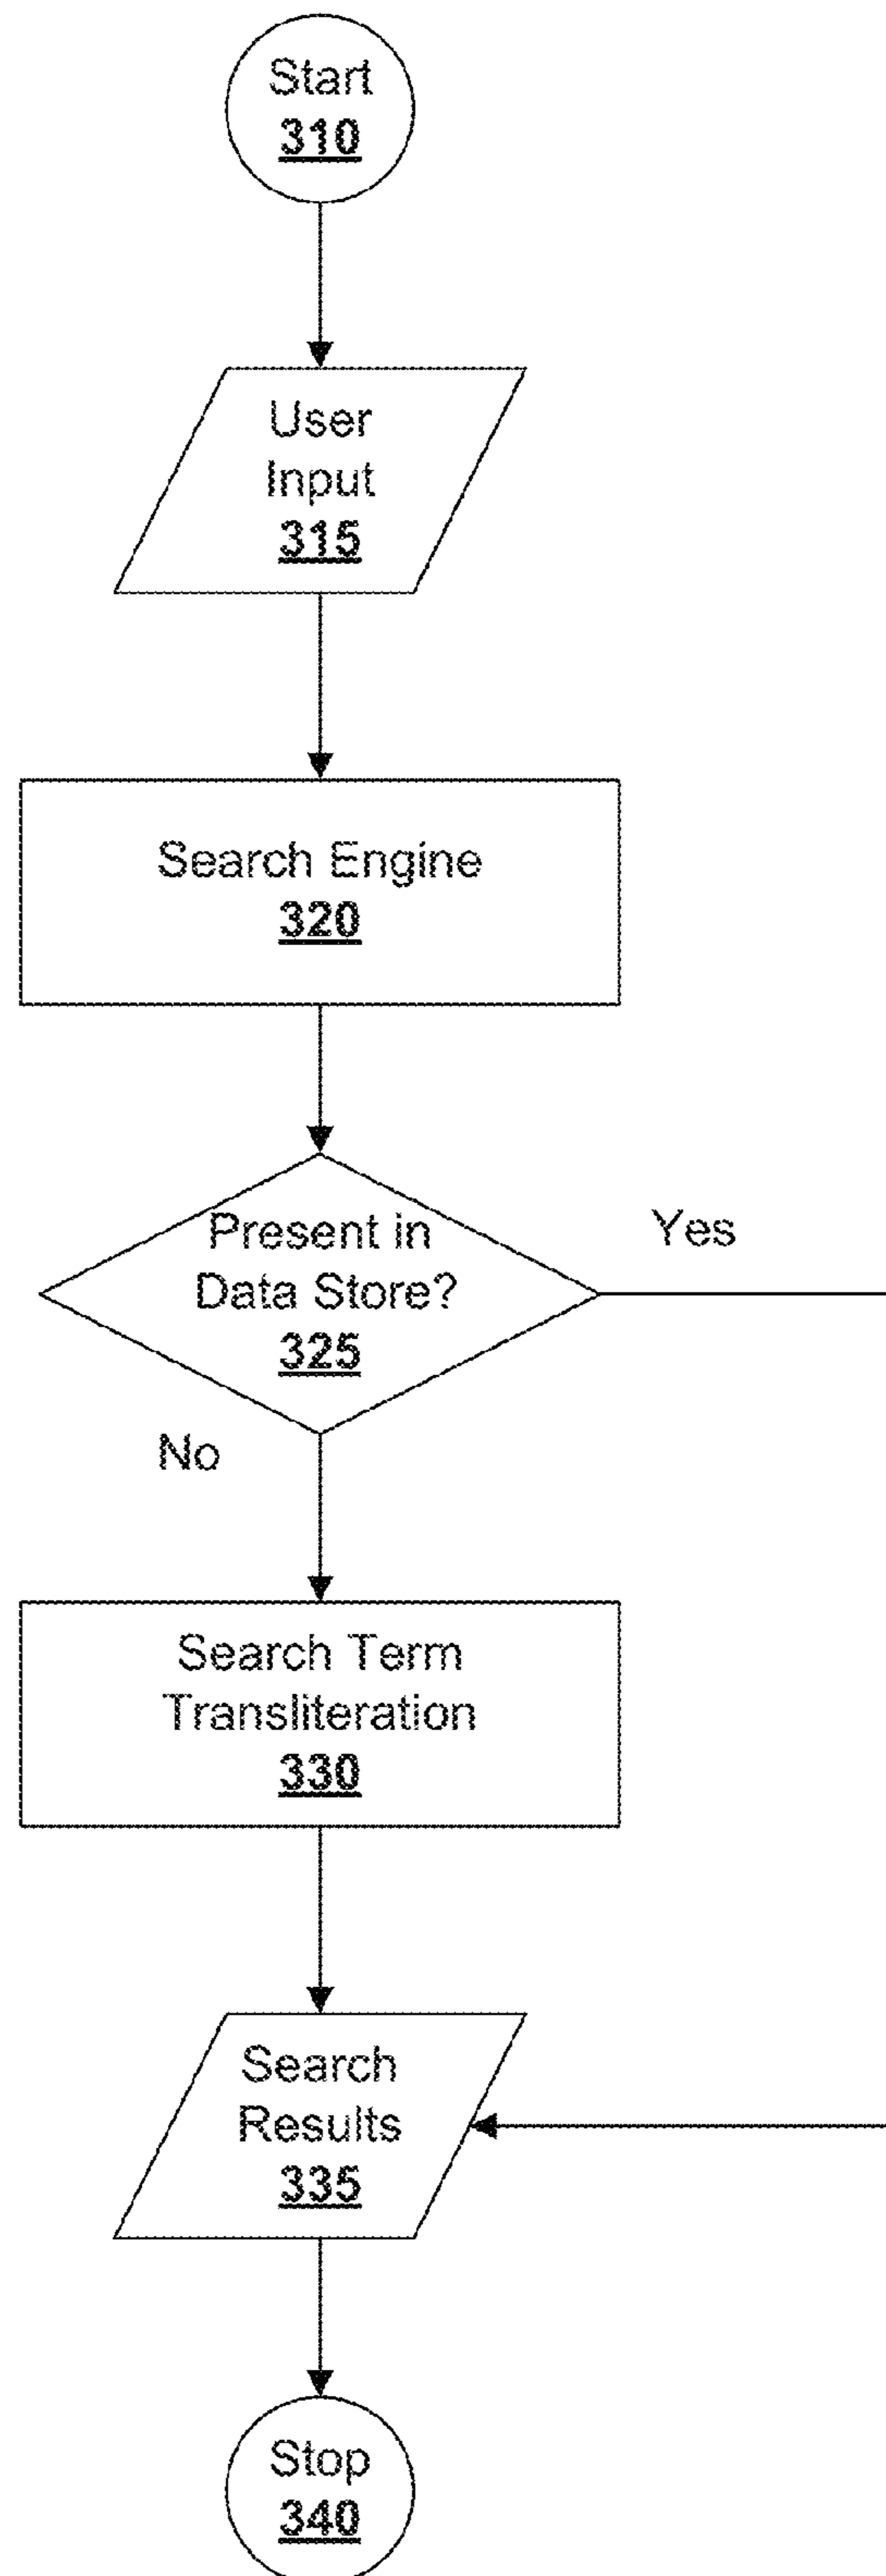 Start
310
User
Input
315
Search Engine
320
Present in
Data Store?
325
Yes
No
Search Term
Transliteration
330
Search
Results
335
Stop
340